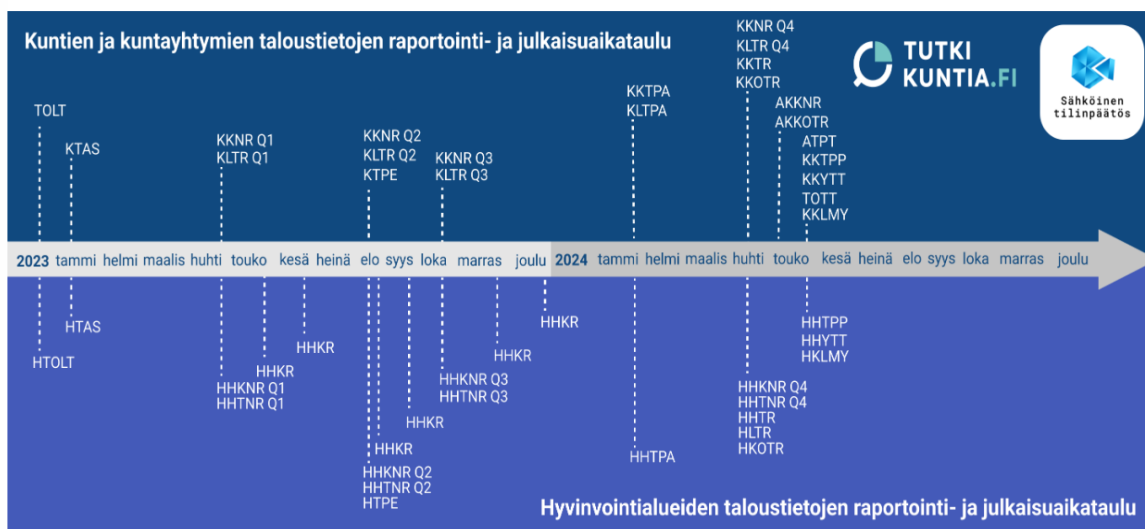 Kuntien ja kuntayhtymien taloustietojen raportointi- ja julkaisuaikataulu
TUTKI
KUNTIA.FI
Sähköinen
tilinpäätös
TOLT
KTAS
KKNR Q1
KLTR Q1
KKNR Q2
KLTR Q2
KTPE
KKNR Q3
KLTR Q3
KKTPA
KLTPA
KKNR Q4
KLTR Q4
KKTR
KKOTR
AKKNR
AKKOTR
ATPT
KKTPP
KKYTT
TOTT
KKLMY
2023 tammi helmi maalis huhti touko kesä heinä elo syys loka marras joulu 2024 tammi helmi maalis huhti touko kesä heinä elo syys loka marras joulu
HTOLT
HTAS
HHKNR Q1
HHTNR Q1
HHKR
HHKR
HHKNR Q2
HHTNR Q2
HTPE
HHKR
HHKR
HHKNR Q3
HHTNR Q3
HHKR
HHKR
HHTPA
HHKNR Q4
HHTNR Q4
HHTR
HLTR
HKOTR
HHTPP
HHYTT
HKLMY
Hyvinvointialueiden taloustietojen raportointi- ja julkaisuaikataulu